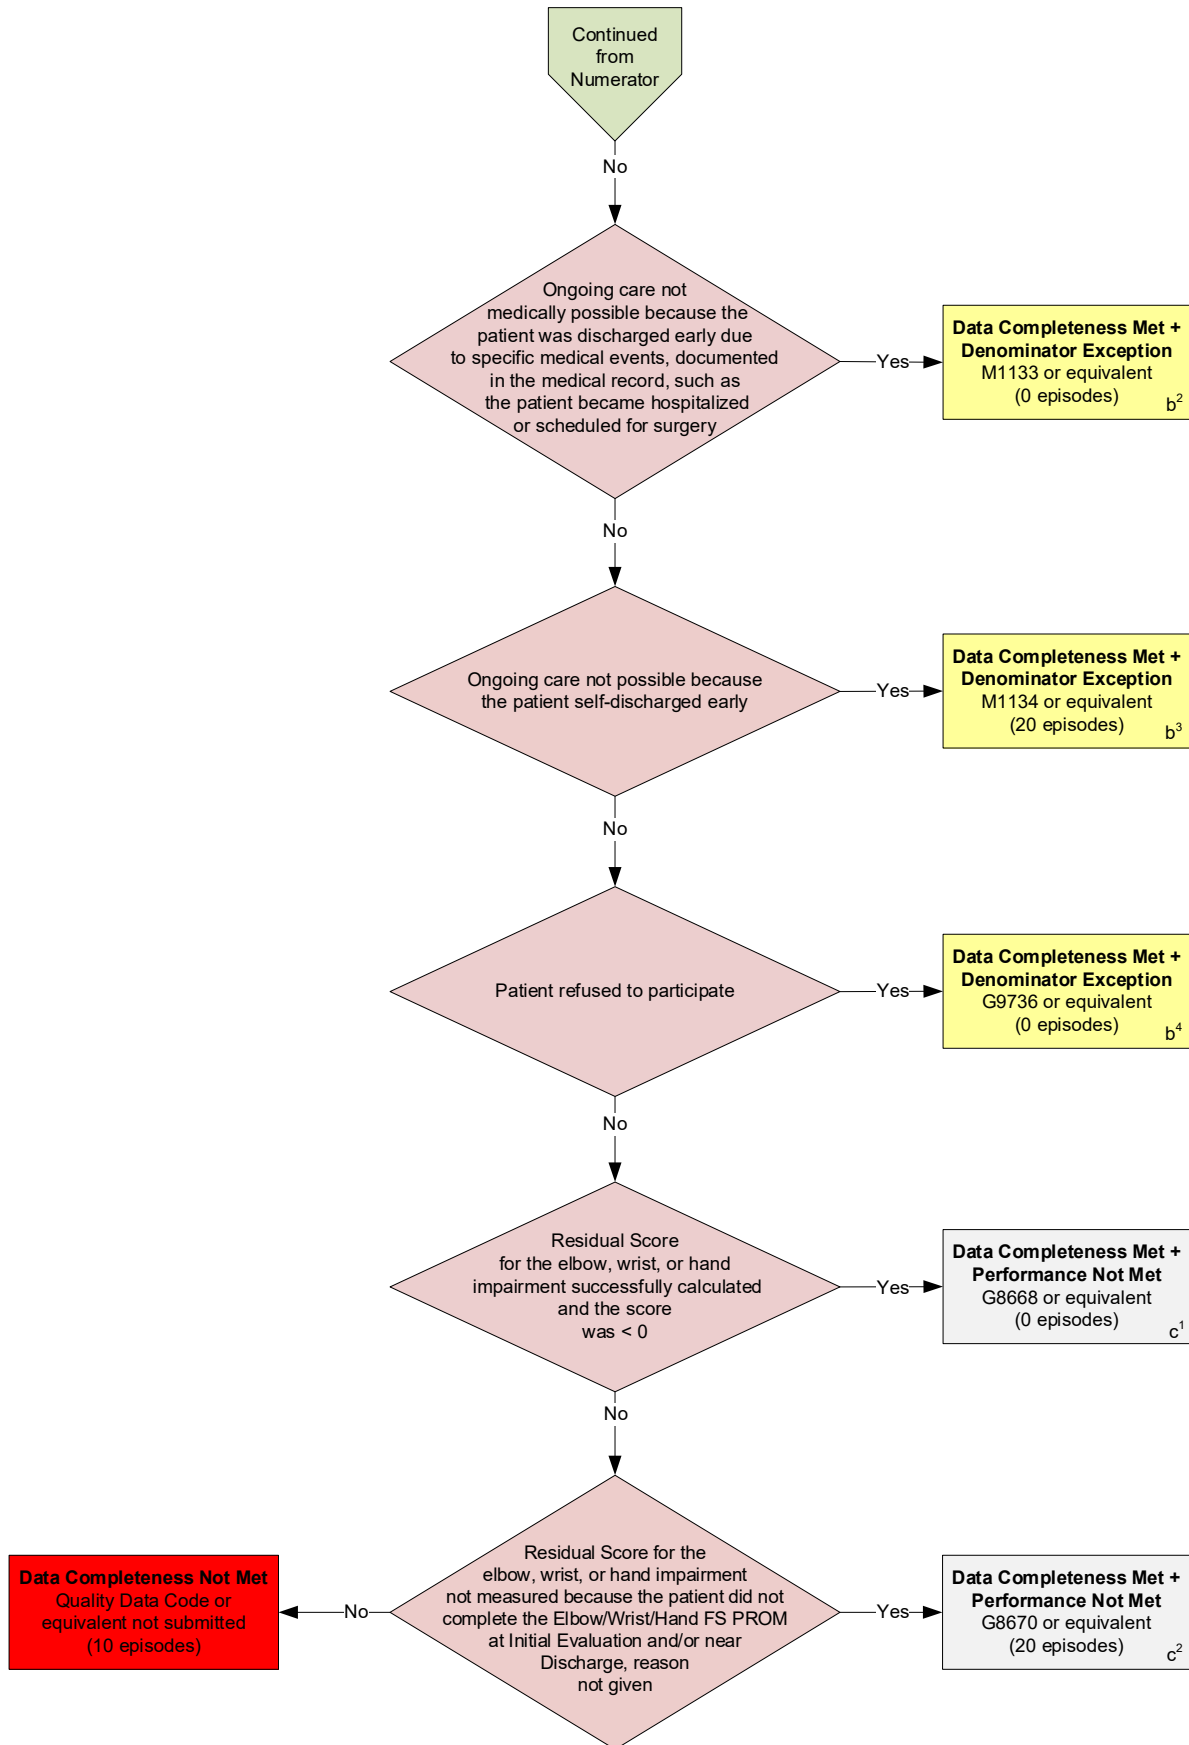 Continued
from
Numerator
No
Ongoing care not
medically possible because the
patient was discharged early due
to specific medical events, documented
in the medical record, such as
the patient became hospitalized
or scheduled for surgery
Yes
Data Completeness Met +
Denominator Exception
M1133 or equivalent
(0 episodes)
b²
No
Ongoing care not possible because
the patient self-discharged early
Yes
Data Completeness Met +
Denominator Exception
M1134 or equivalent
(20 episodes)
b³
No
Patient refused to participate
Yes
Data Completeness Met +
Denominator Exception
G9736 or equivalent
(0 episodes)
b⁴
No
Residual Score
for the elbow, wrist, or hand
impairment successfully calculated
and the score
was < 0
Yes
Data Completeness Met +
Performance Not Met
G8668 or equivalent
(0 episodes)
c¹
No
Residual Score for the
elbow, wrist, or hand impairment
not measured because the patient did not
complete the Elbow/Wrist/Hand FS PROM
at Initial Evaluation and/or near
Discharge, reason
not given
Yes
Data Completeness Met +
Performance Not Met
G8670 or equivalent
(20 episodes)
c²
No
Data Completeness Not Met
Quality Data Code or
equivalent not submitted
(10 episodes)